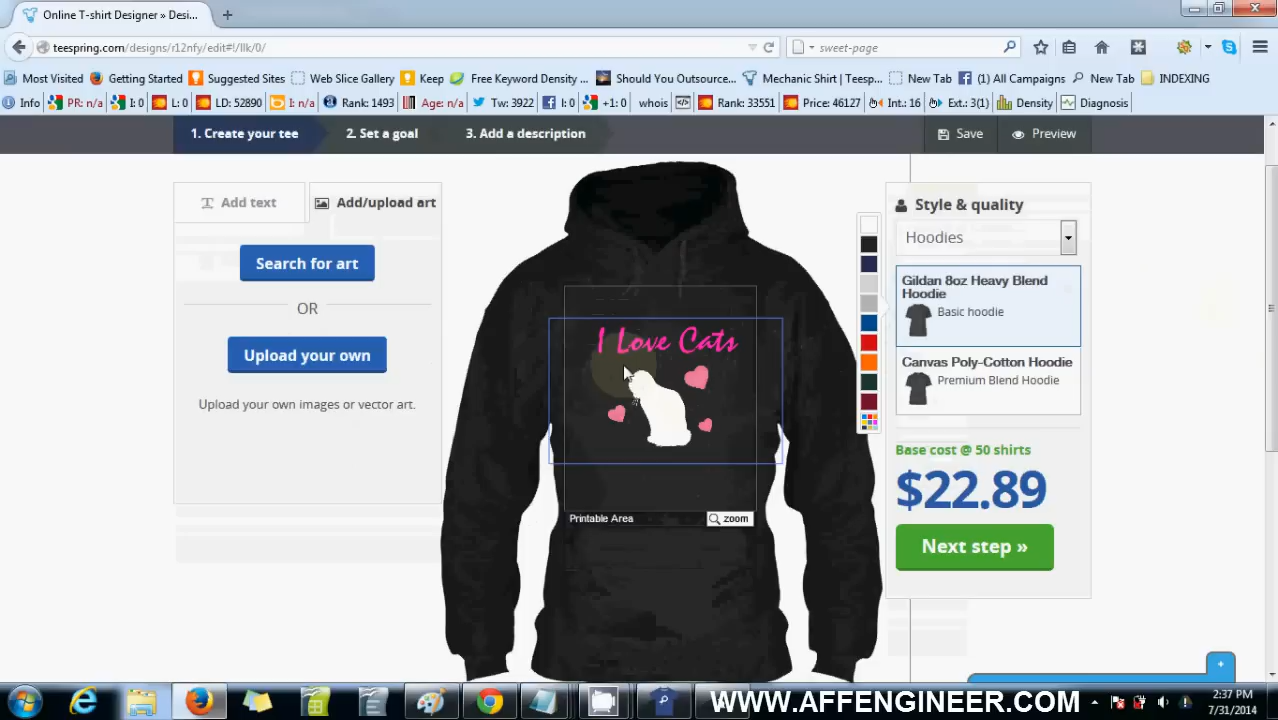 Online T-shirt Designer » Desi...
teespring.com/designs/r12nfy/edit#!/llk/0/
sweet-page
Most Visited
Getting Started
Suggested Sites
Web Slice Gallery
Keep
Free Keyword Density ...
Should You Outsource...
Mechanic Shirt | Teesp...
New Tab
(1) All Campaigns
New Tab
INDEXING
Info
PR: n/a
I: 0
L: 0
LD: 52890
I: n/a
Rank: 1493
Age: n/a
Tw: 3922
I: 0
+1: 0
whois
Rank: 33551
Price: 46127
Int.: 16
Ext.: 3(1)
Density
Diagnosis
1. Create your tee
2. Set a goal
3. Add a description
Save
Preview
Add text
Add/upload art
Search for art
OR
Upload your own
Upload your own images or vector art.
I Love Cats
Printable Area
zoom
Style & quality
Hoodies
Gildan 8oz Heavy Blend
Hoodie
Basic hoodie
Canvas Poly-Cotton Hoodie
Premium Blend Hoodie
Base cost @ 50 shirts
$22.89
Next step »
WWW.AFFENGINEER.COM
2:37 PM
7/31/2014